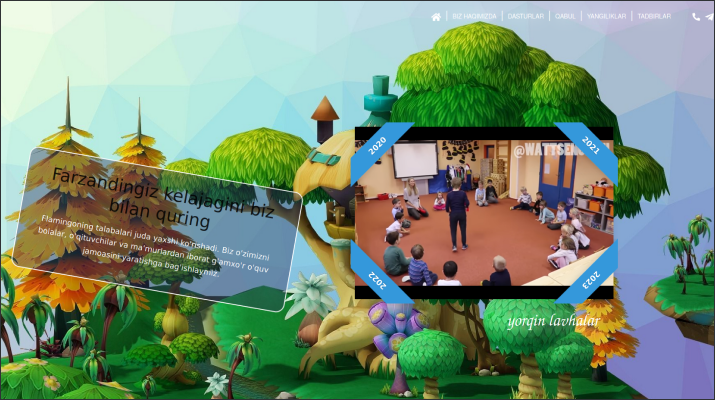 BIZ HAQIMIZDA | DASTURLAR | QABUL | YANGILIKLAR | TADBIRLAR
Farzandingiz kelajagini biz
bilan quring
Flamingoning talabalari juda yaxshi ko'rishadi. Biz o'zimizni
bolalar, o'qituvchilar va ma'murlardan iborat g'amxo'r o'quv
jamoasini yaratishga bag'ishlaymiz.
2020
2021
2022
2023
yorqin lavhalar